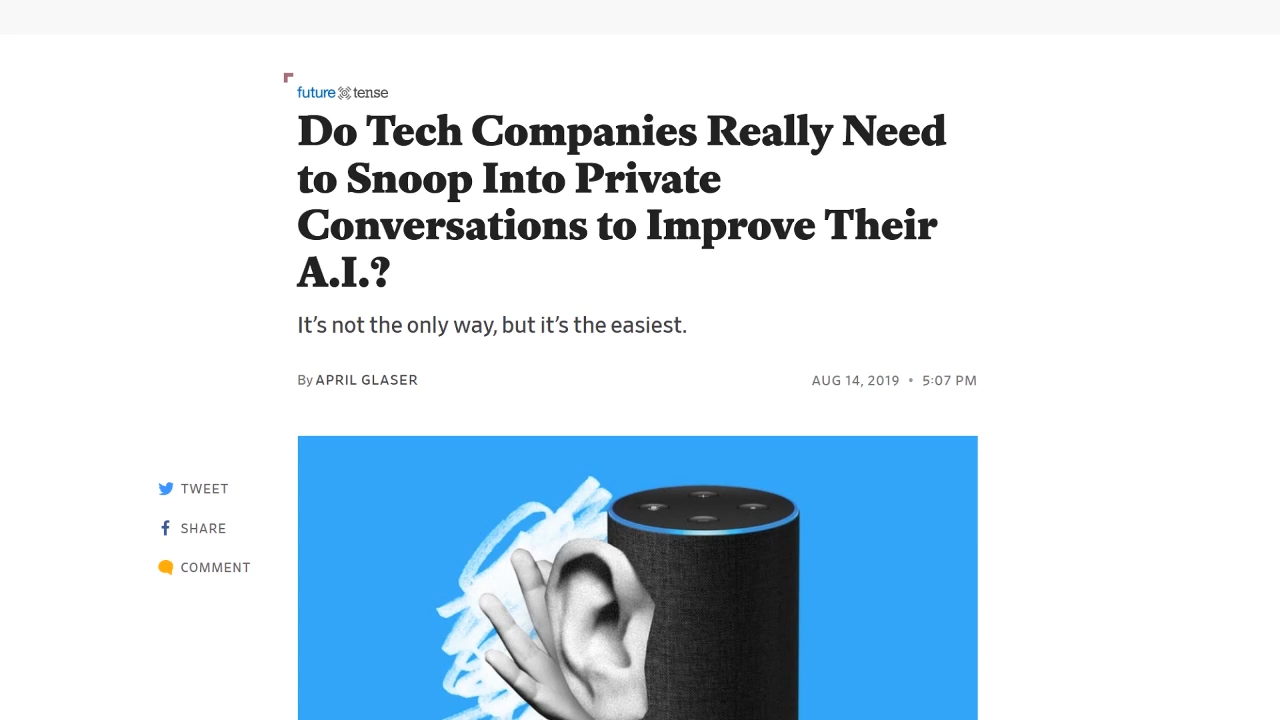 future tense
Do Tech Companies Really Need
to Snoop Into Private
Conversations to Improve Their
A.I.?
It's not the only way, but it's the easiest.
By APRIL GLASER
AUG 14, 2019 • 5:07 PM
TWEET
SHARE
COMMENT